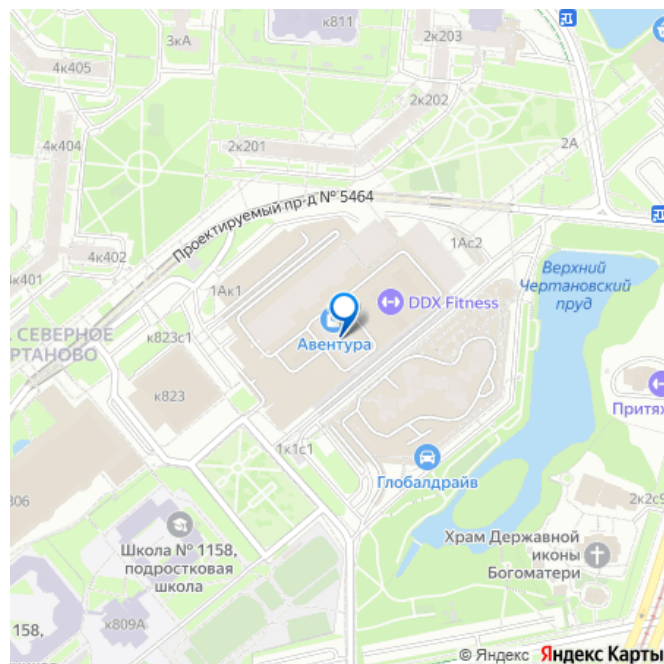 к811
3кА
2к203
4к405
2к202
4к404
2к201
2А
Проектируемый пр-д № 5464
4к402
1Ас2
4к401
1Ак1
Верхний
Чертановский
пруд
DDX Fitness
СЕВЕРНОЕ
к823с1
Авентура
к823
Притяж
1к1с1
Глобалдрайв
806
2к2с9
Школа № 1158,
подростковая
школа
Храм Державной
иконы
Богоматери
к809А
158,
© Яндекс Яндекс Карты